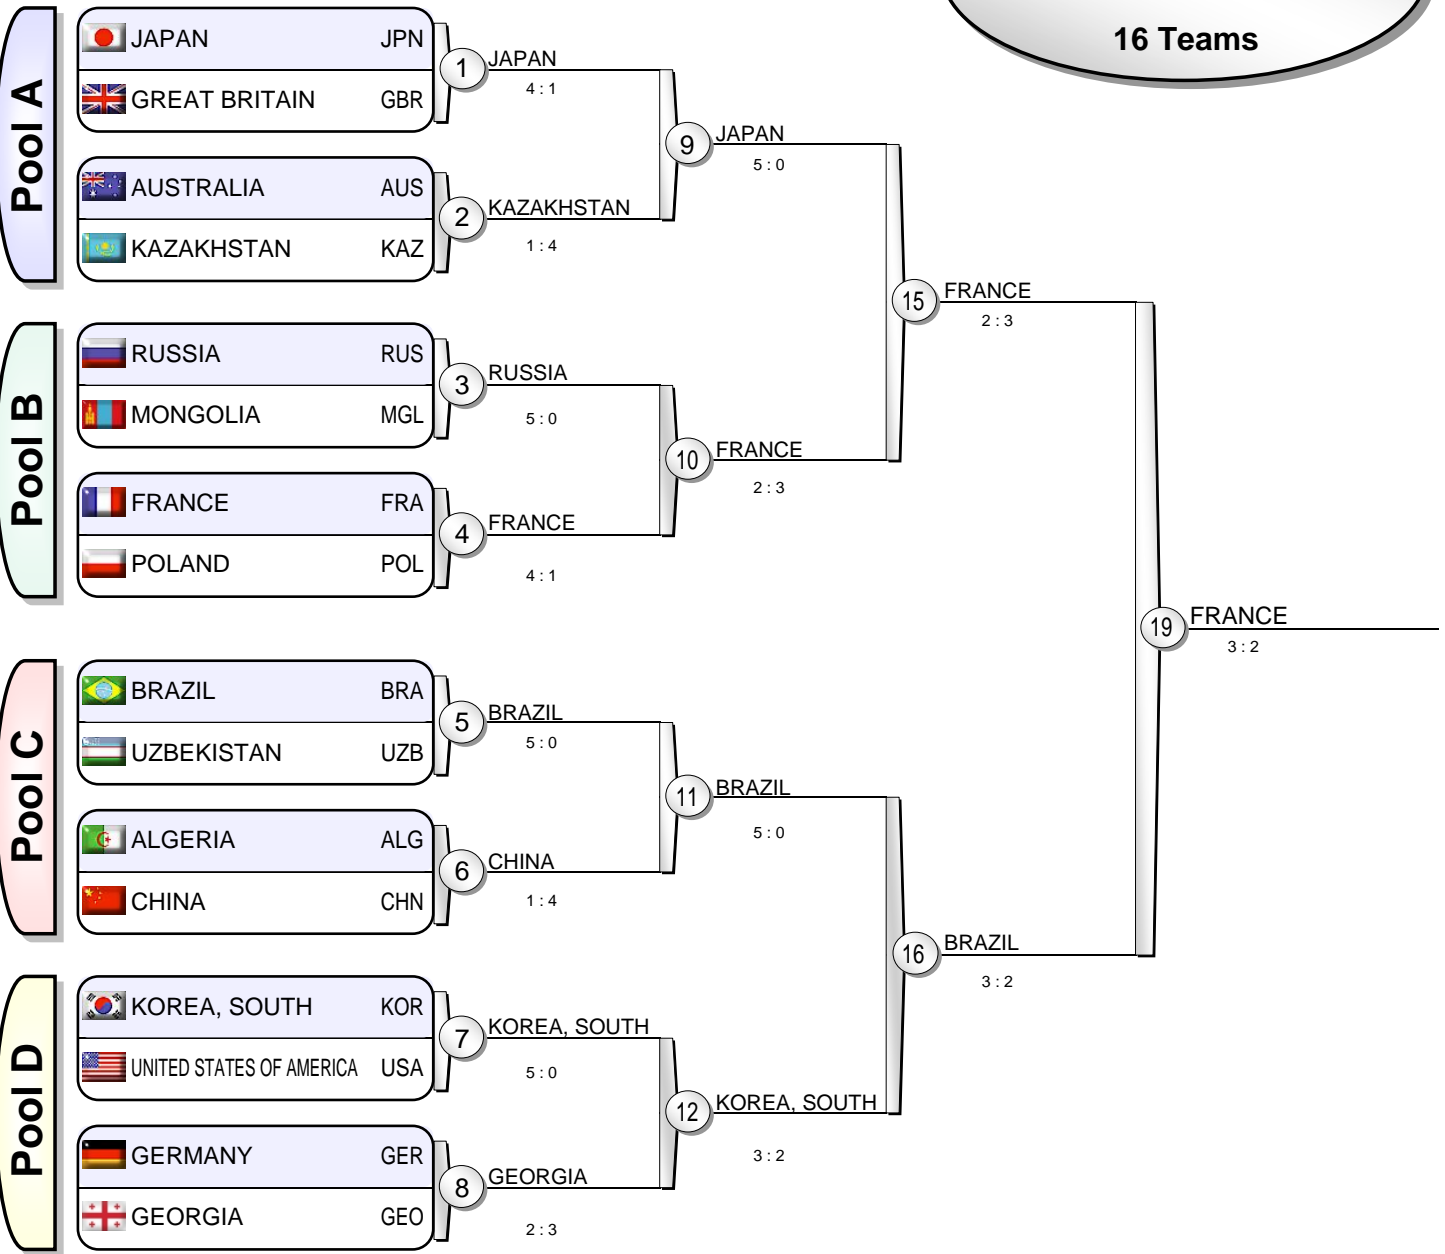 16 Teams
Pool A
JAPAN JPN
GREAT BRITAIN GBR
AUSTRALIA AUS
KAZAKHSTAN KAZ
Pool B
RUSSIA RUS
MONGOLIA MGL
FRANCE FRA
POLAND POL
Pool C
BRAZIL BRA
UZBEKISTAN UZB
ALGERIA ALG
CHINA CHN
Pool D
KOREA, SOUTH KOR
UNITED STATES OF AMERICA USA
GERMANY GER
GEORGIA GEO
1 JAPAN
4 : 1
2 KAZAKHSTAN
1 : 4
3 RUSSIA
5 : 0
4 FRANCE
4 : 1
5 BRAZIL
5 : 0
6 CHINA
1 : 4
7 KOREA, SOUTH
5 : 0
8 GEORGIA
2 : 3
9 JAPAN
5 : 0
10 FRANCE
2 : 3
11 BRAZIL
5 : 0
12 KOREA, SOUTH
3 : 2
15 FRANCE
2 : 3
16 BRAZIL
3 : 2
19 FRANCE
3 : 2